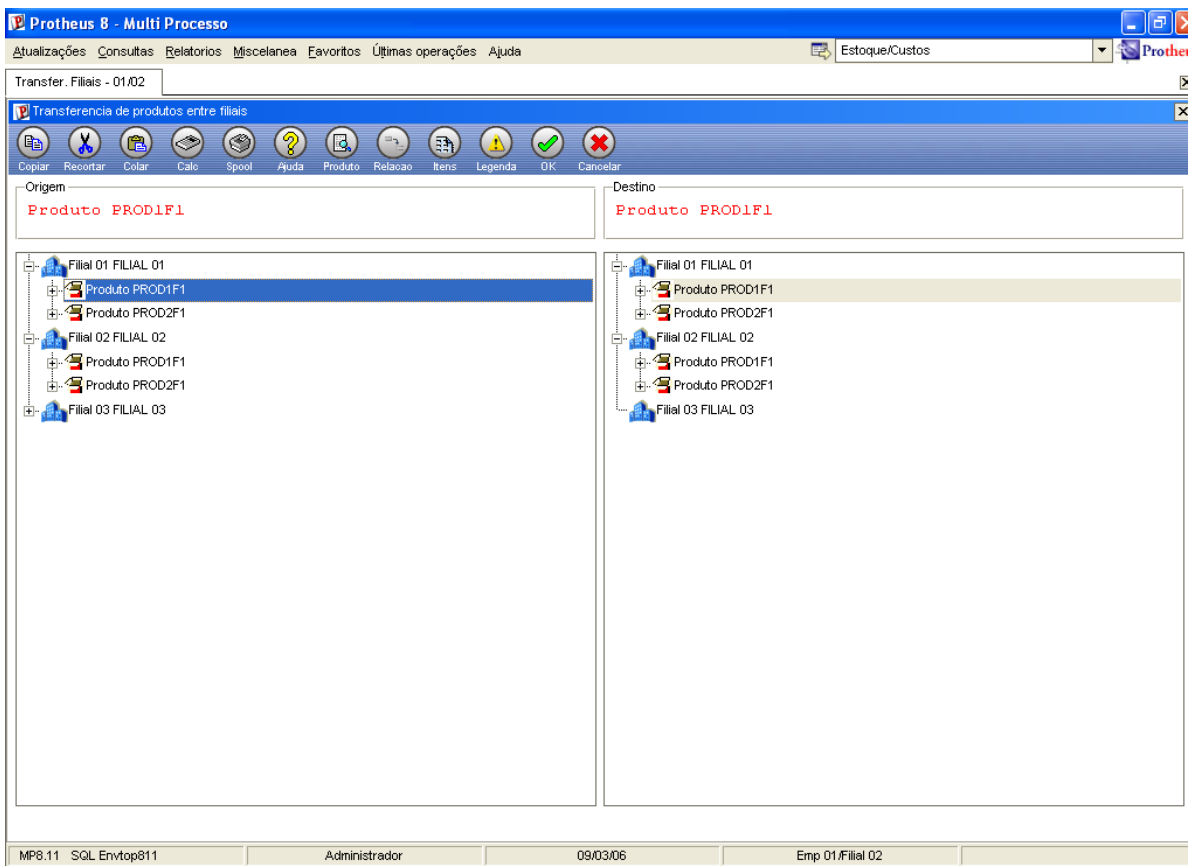 Protheus 8 - Multi Processo
Atualizações Consultas Relatorios Miscelanea Favoritos Últimas operações Ajuda Estoque/Custos
Transfer. Filiais - 01/02
Transferencia de produtos entre filiais
Copiar Recortar Colar Calc Spool Ajuda Produto Relacao Itens Legenda OK Cancelar
Origem Destino
Produto PROD1F1 Produto PROD1F1
Filial 01 FILIAL 01 Filial 01 FILIAL 01
Produto PROD1F1 Produto PROD1F1
Produto PROD2F1 Produto PROD2F1
Filial 02 FILIAL 02 Filial 02 FILIAL 02
Produto PROD1F1 Produto PROD1F1
Produto PROD2F1 Produto PROD2F1
Filial 03 FILIAL 03 Filial 03 FILIAL 03
MP8.11 SQL Envtop811 Administrador 09/03/06 Emp 01/Filial 02